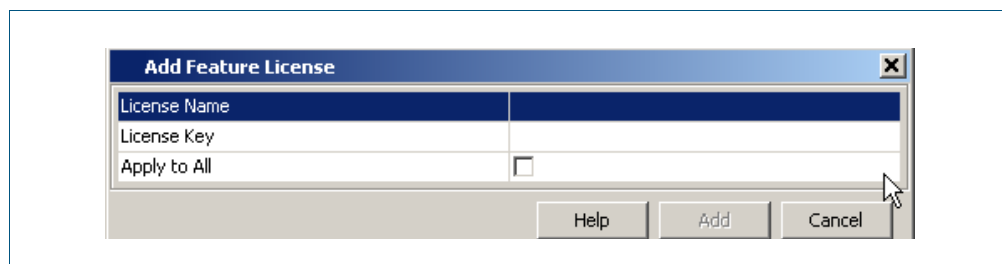 Add Feature License
License Name
License Key
Apply to All
Help Add Cancel